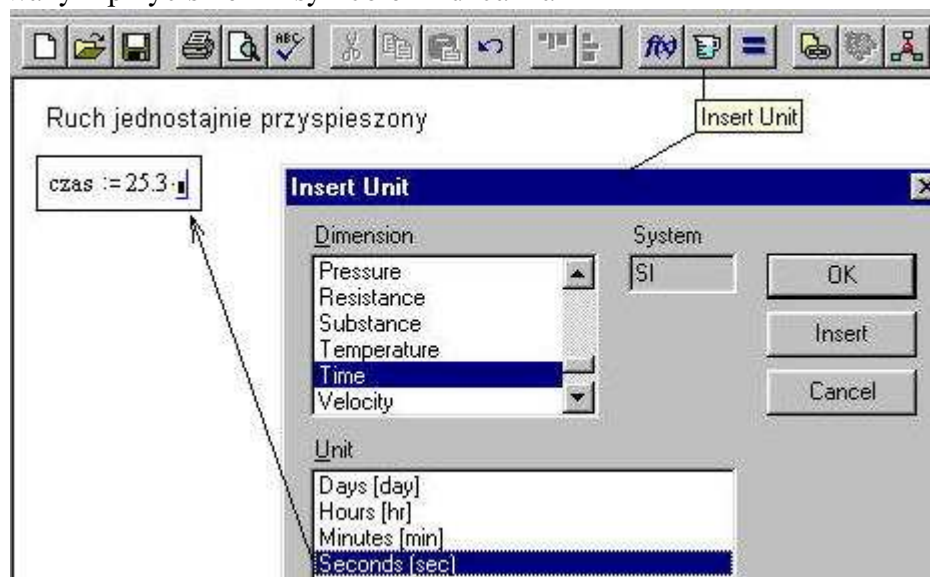 ABC
f(x)
Ruch jednostajnie przyspieszony
Insert Unit
czas := 25.3 ·
Insert Unit
Dimension
System
Pressure
Resistance
Substance
Temperature
Time
Velocity
SI
OK
Insert
Cancel
Unit
Days [day]
Hours [hr]
Minutes [min]
Seconds [sec]